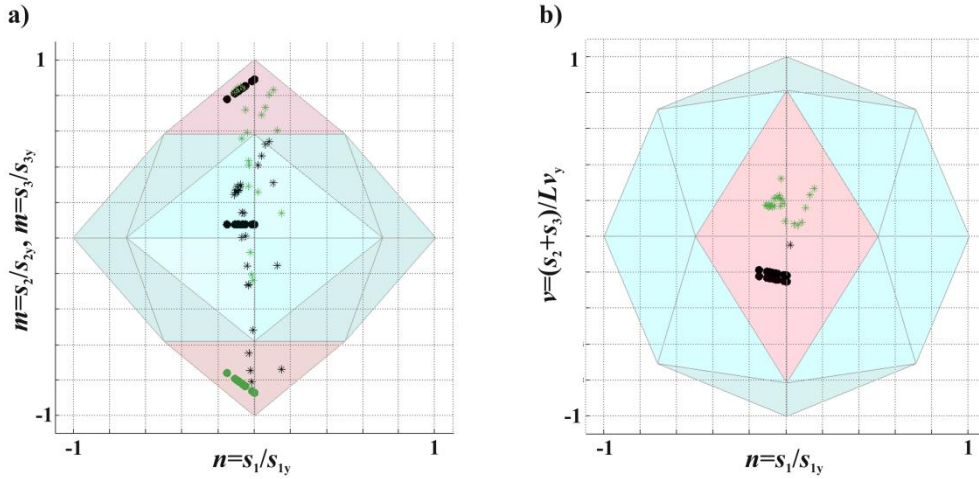 a)
1
m=s2/s2y, m=s3/s3y
-1
-1
1
n=s1/s1y
b)
1
v=(s2+s3)/Lvy
-1
-1
1
n=s1/s1y